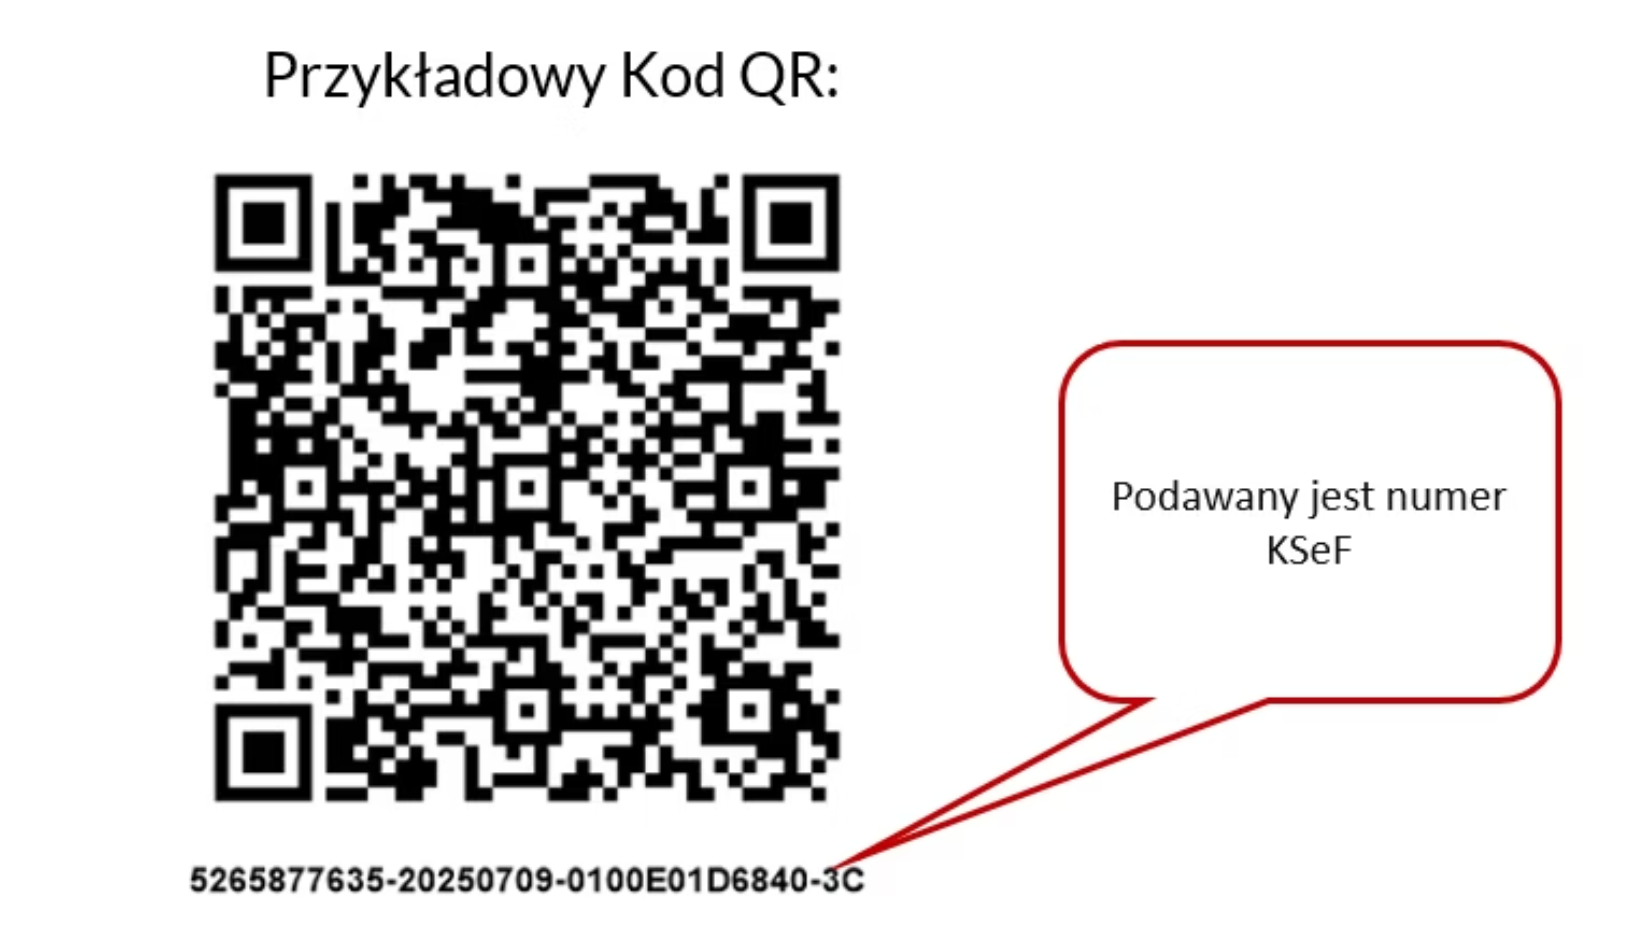 Przykładowy Kod QR:
Podawany jest numer
KSeF
5265877635-20250709-0100E01D6840-3C